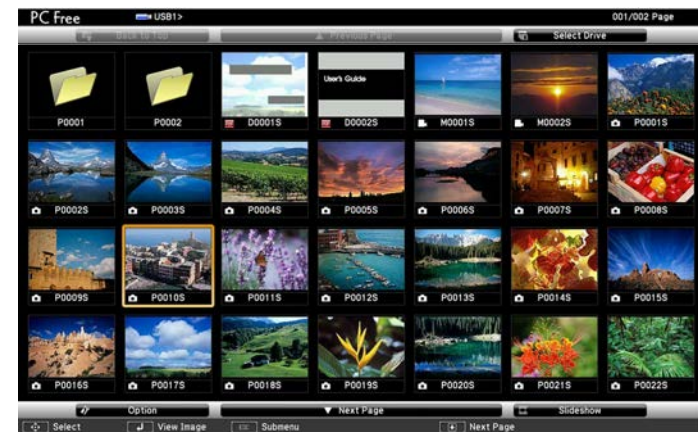 PC Free USB1> 001/002 Page
Back to Top Previous Page Select Drive
User's Guide
P0001 P0002 D0001S D0002S M0001S M0002S P0001S
P0002S P0003S P0004S P0005S P0006S P0007S P0008S
P0009S P0010S P0011S P0012S P0013S P0014S P0015S
P0016S P0017S P0018S P0019S P0020S P0021S P0022S
Option Next Page Slideshow
Select View Image Esc Submenu Next Page